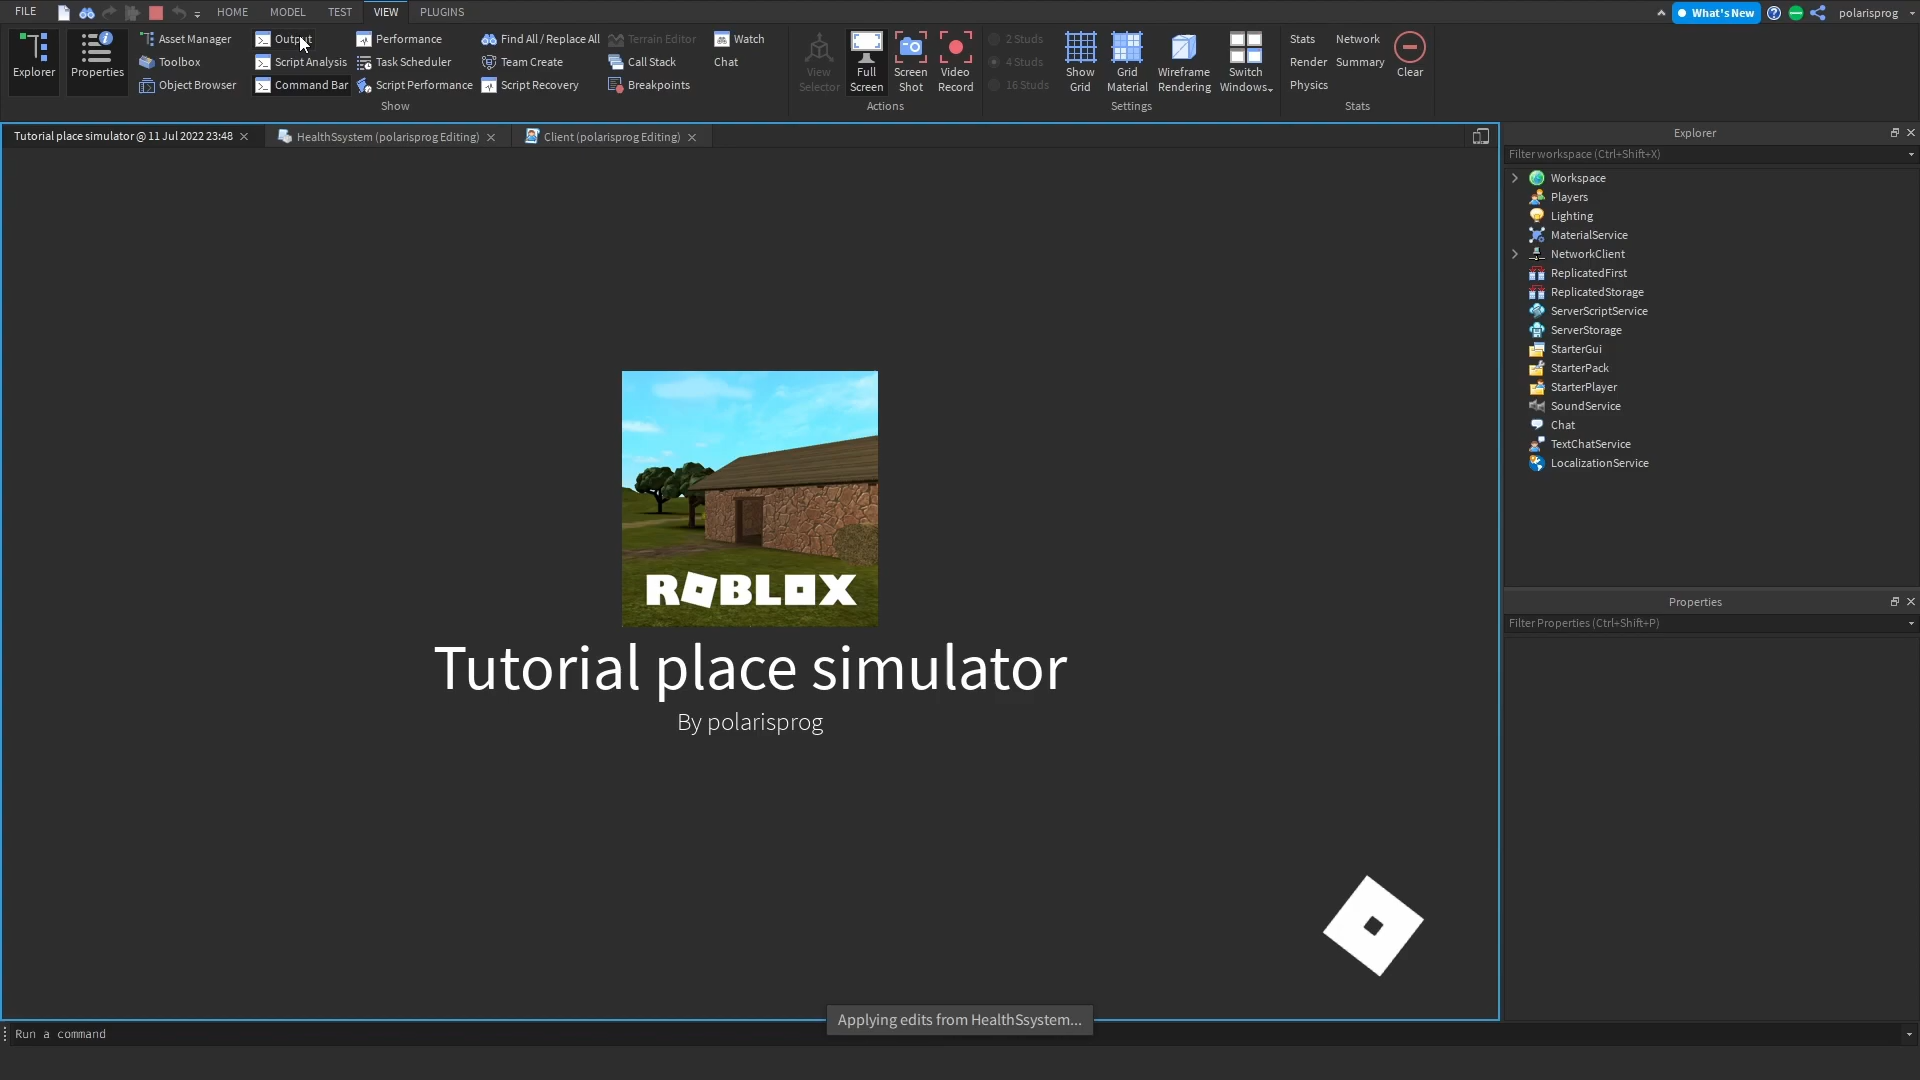 FILE HOME MODEL TEST VIEW PLUGINS What's New polarisprog
Explorer
Properties
Asset Manager
Toolbox
Object Browser
Output
Script Analysis
Command Bar
Performance
Task Scheduler
Script Performance
Find All / Replace All
Team Create
Script Recovery
Terrain Editor
Call Stack
Breakpoints
Watch
Chat
Show
View
Selector
Full
Screen
Screen
Shot
Video
Record
Actions
2 Studs
4 Studs
16 Studs
Show
Grid
Grid
Material
Wireframe
Rendering
Switch
Windows
Settings
Stats
Render
Physics
Network
Summary
Clear
Stats
Tutorial place simulator @ 11 Jul 2022 23:48
HealthSsystem (polarisprog Editing)
Client (polarisprog Editing)
ROBLOX
Tutorial place simulator
By polarisprog
Applying edits from HealthSsystem...
Run a command
Explorer
Filter workspace (Ctrl+Shift+X)
Workspace
Players
Lighting
MaterialService
NetworkClient
ReplicatedFirst
ReplicatedStorage
ServerScriptService
ServerStorage
StarterGui
StarterPack
StarterPlayer
SoundService
Chat
TextChatService
LocalizationService
Properties
Filter Properties (Ctrl+Shift+P)